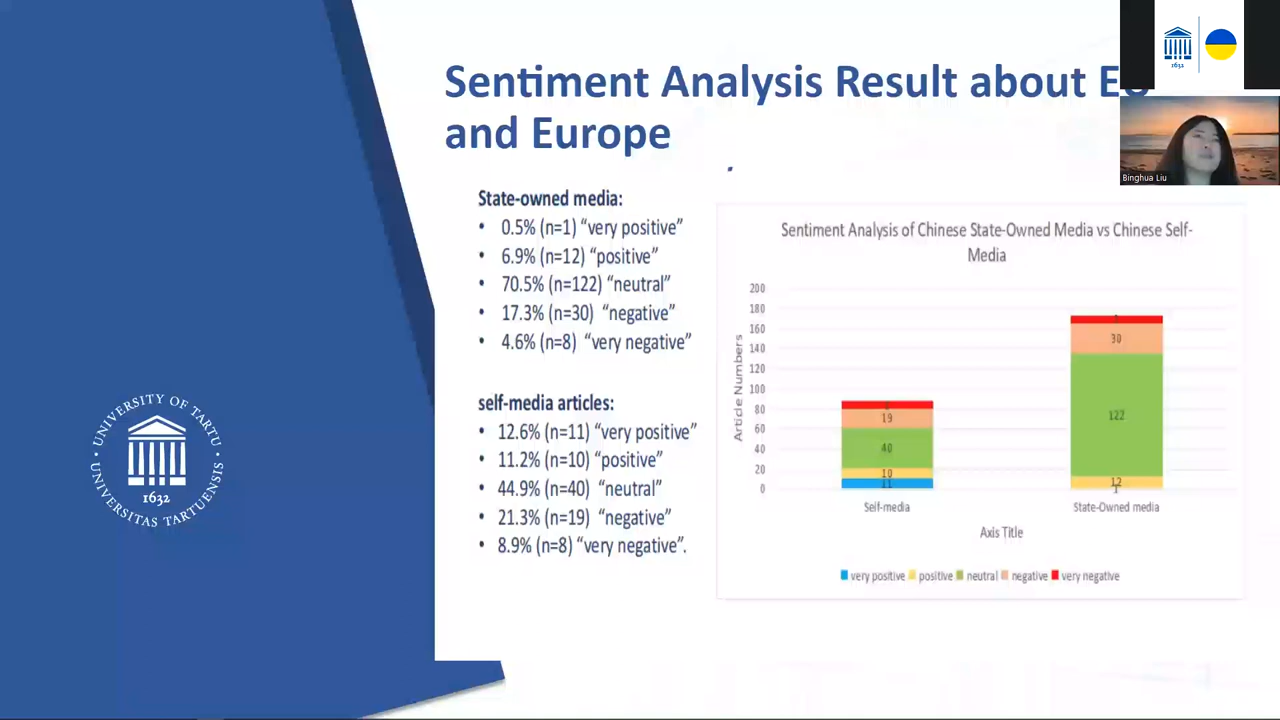 Sentiment Analysis Result about EU
and Europe
1632
Binghua Liu
State-owned media:
• 0.5% (n=1) “very positive”
• 6.9% (n=12) “positive”
• 70.5% (n=122) “neutral”
• 17.3% (n=30) “negative”
• 4.6% (n=8) “very negative”
self-media articles:
• 12.6% (n=11) “very positive”
• 11.2% (n=10) “positive”
• 44.9% (n=40) “neutral”
• 21.3% (n=19) “negative”
• 8.9% (n=8) “very negative”.
Sentiment Analysis of Chinese State-Owned Media vs Chinese Self-
Media
Article Numbers
200
180
160
140
120
100
80
60
40
20
0
19
40
10
11
30
122
12
1
Self-media
State-Owned media
Axis Title
very positive
positive
neutral
negative
very negative
UNIVERSITY OF TARTU
1632
UNIVERSITAS TARTUENSIS